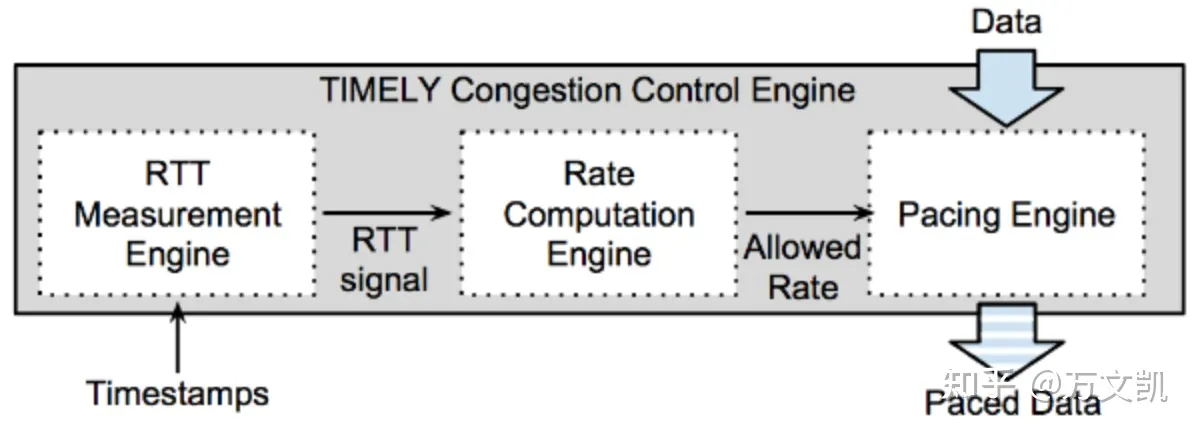 Data
TIMELY Congestion Control Engine
RTT
Measurement
Engine
RTT
signal
Rate
Computation
Engine
Allowed
Rate
Pacing Engine
Timestamps
Paced Data
知乎 @万文凯